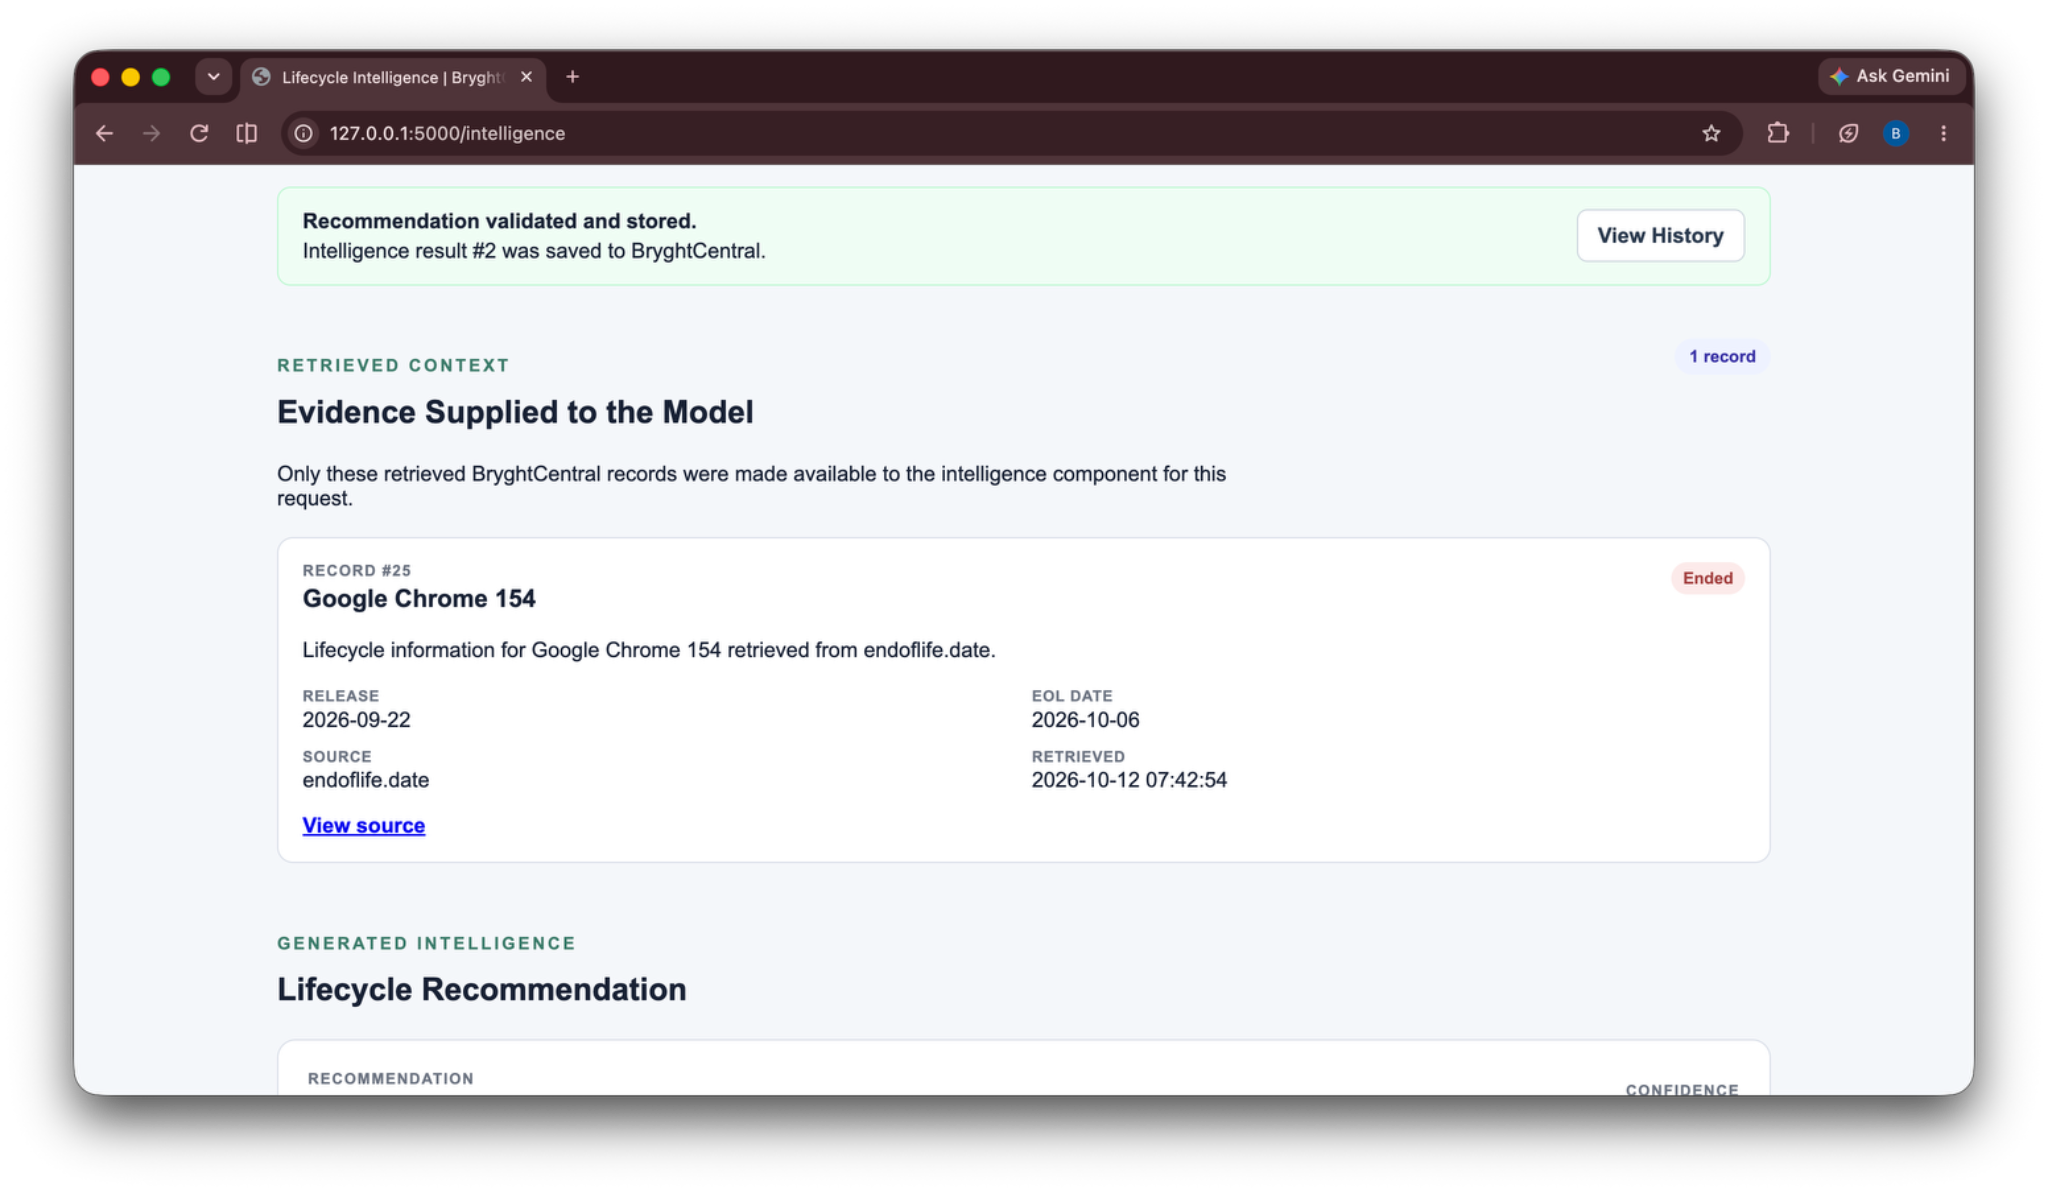 Lifecycle Intelligence | Bryght
Ask Gemini
127.0.0.1:5000/intelligence
B
Recommendation validated and stored.
Intelligence result #2 was saved to BryghtCentral.
View History
RETRIEVED CONTEXT
1 record
Evidence Supplied to the Model
Only these retrieved BryghtCentral records were made available to the intelligence component for this
request.
RECORD #25
Ended
Google Chrome 154
Lifecycle information for Google Chrome 154 retrieved from endoflife.date.
RELEASE
2026-09-22
EOL DATE
2026-10-06
SOURCE
endoflife.date
RETRIEVED
2026-10-12 07:42:54
View source
GENERATED INTELLIGENCE
Lifecycle Recommendation
RECOMMENDATION
CONFIDENCE